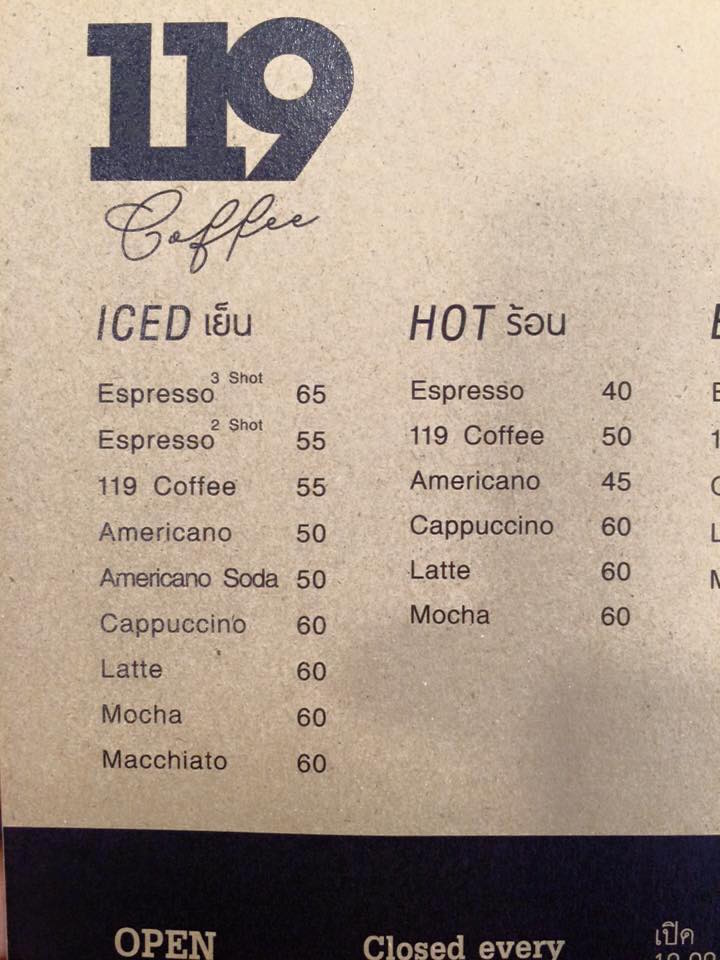 119
Coffee
ICED เย็น
Espresso 3 Shot 65
Espresso 2 Shot 55
119 Coffee 55
Americano 50
Americano Soda 50
Cappuccino 60
Latte 60
Mocha 60
Macchiato 60
HOT ร้อน
Espresso 40
119 Coffee 50
Americano 45
Cappuccino 60
Latte 60
Mocha 60
OPEN
Closed every
เปิด